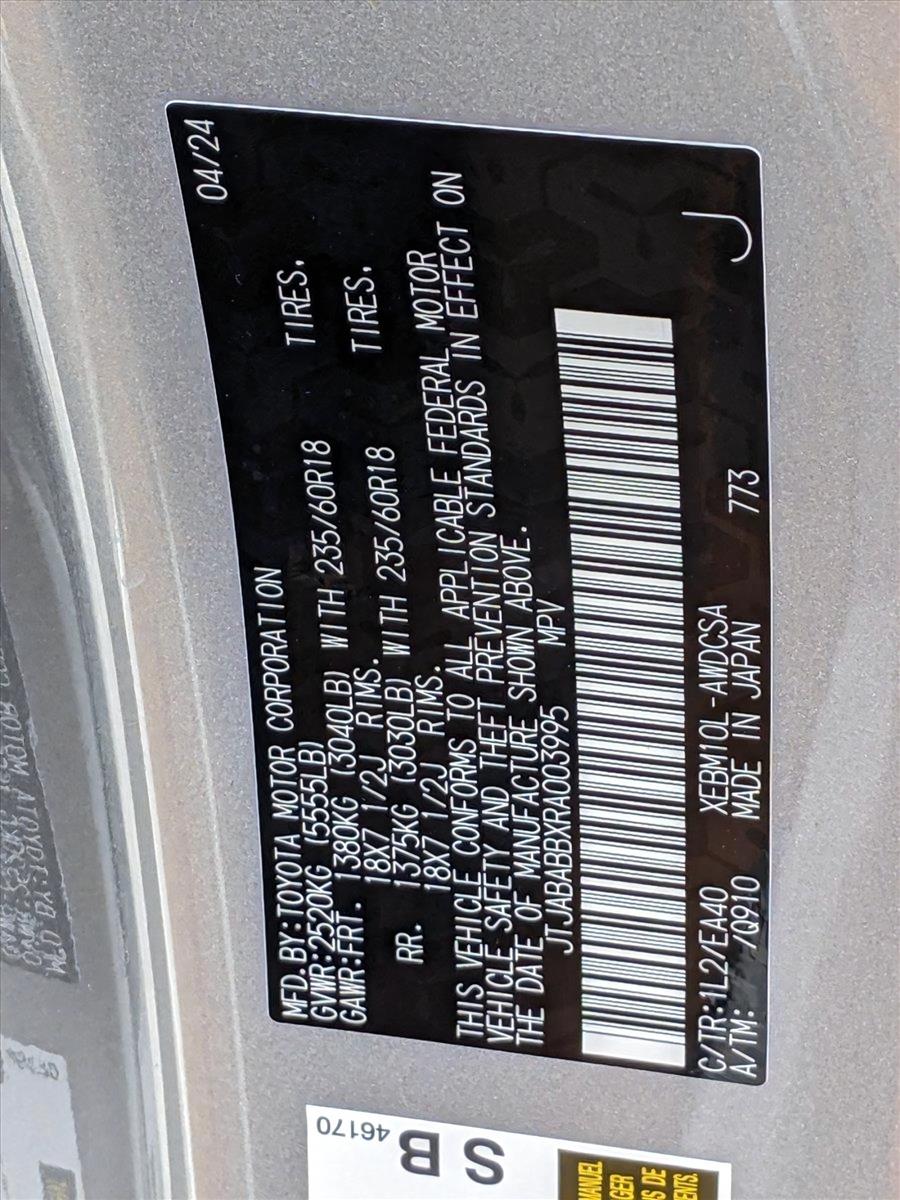 MFD.BY:TOYOTA MOTOR CORPORATION 04/24
GVWR:2520KG (5555LB)
GAWR:FRT. 1380KG (3040LB) WITH 235/60R18 TIRES,
18X7 1/2J RIMS.
RR. 1375KG (3030LB) WITH 235/60R18 TIRES,
18X7 1/2J RIMS.
THIS VEHICLE CONFORMS TO ALL APPLICABLE FEDERAL MOTOR
VEHICLE SAFETY AND THEFT PREVENTION STANDARDS IN EFFECT ON
THE DATE OF MANUFACTURE SHOWN ABOVE.
JTJABABBXRA003995 MPV
C/TR:1L2/EA40 XEBM10L-AWDCSA 773
A/TM: /Q910 MADE IN JAPAN
J
46170
SB